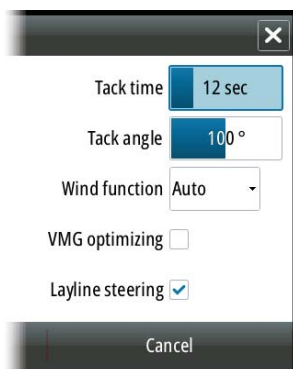 Tack time 12 sec
Tack angle 100 °
Wind function Auto
VMG optimizing
Layline steering
Cancel